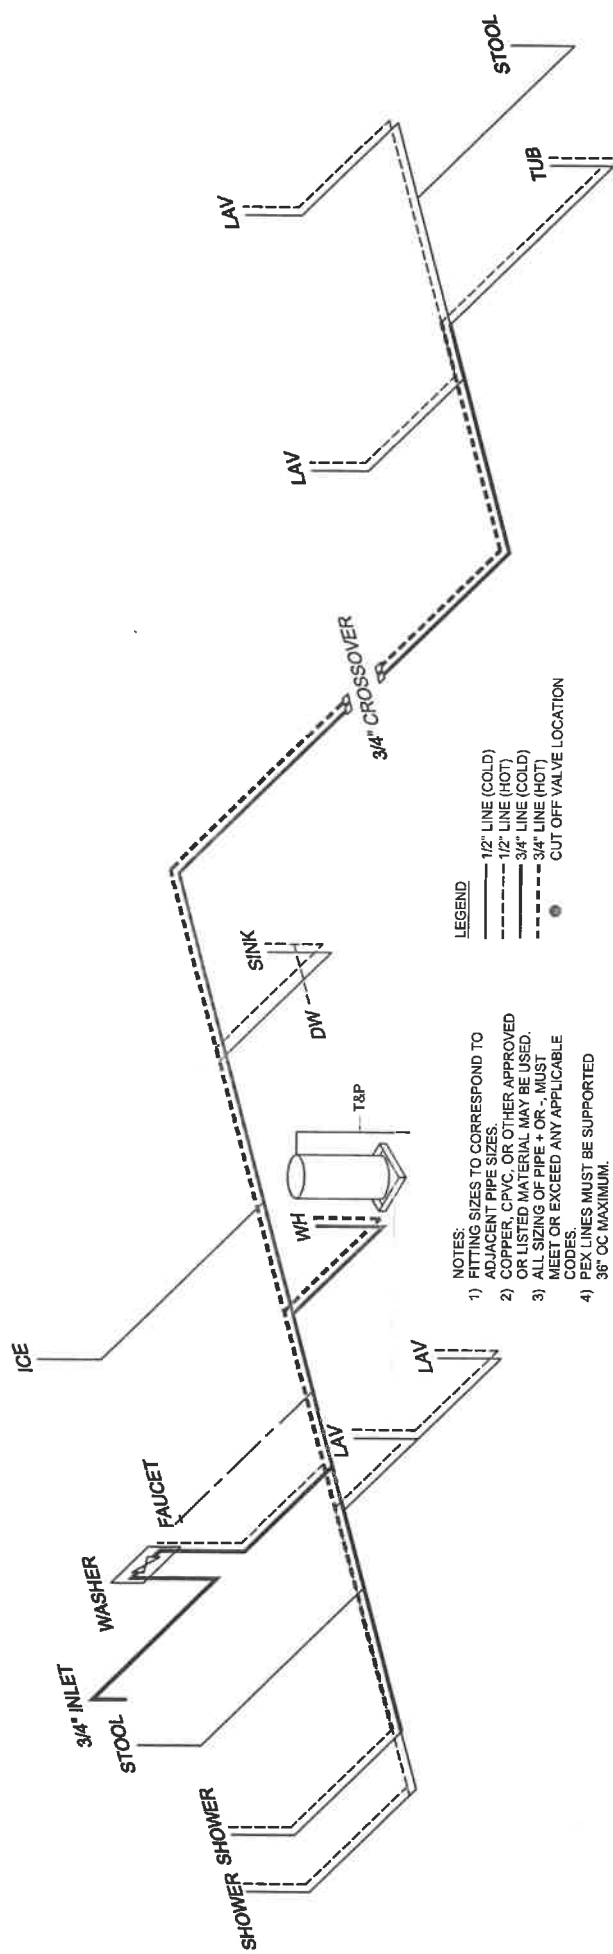 SHOWER
SHOWER
STOOL
3/4" INLET
WASHER
FAUCET
ICE
LAV
LAV
WH
T&P
DW
SINK
3/4" CROSSOVER
LAV
LAV
TUB
STOOL
NOTES:
1) FITTING SIZES TO CORRESPOND TO
ADJACENT PIPE SIZES.
2) COPPER, CPVC, OR OTHER APPROVED
OR LISTED MATERIAL MAY BE USED.
3) ALL SIZING OF PIPE + OR -, MUST
MEET OR EXCEED ANY APPLICABLE
CODES.
4) PEX LINES MUST BE SUPPORTED
36" OC MAXIMUM.
LEGEND
1/2" LINE (COLD)
1/2" LINE (HOT)
3/4" LINE (COLD)
3/4" LINE (HOT)
CUT OFF VALVE LOCATION